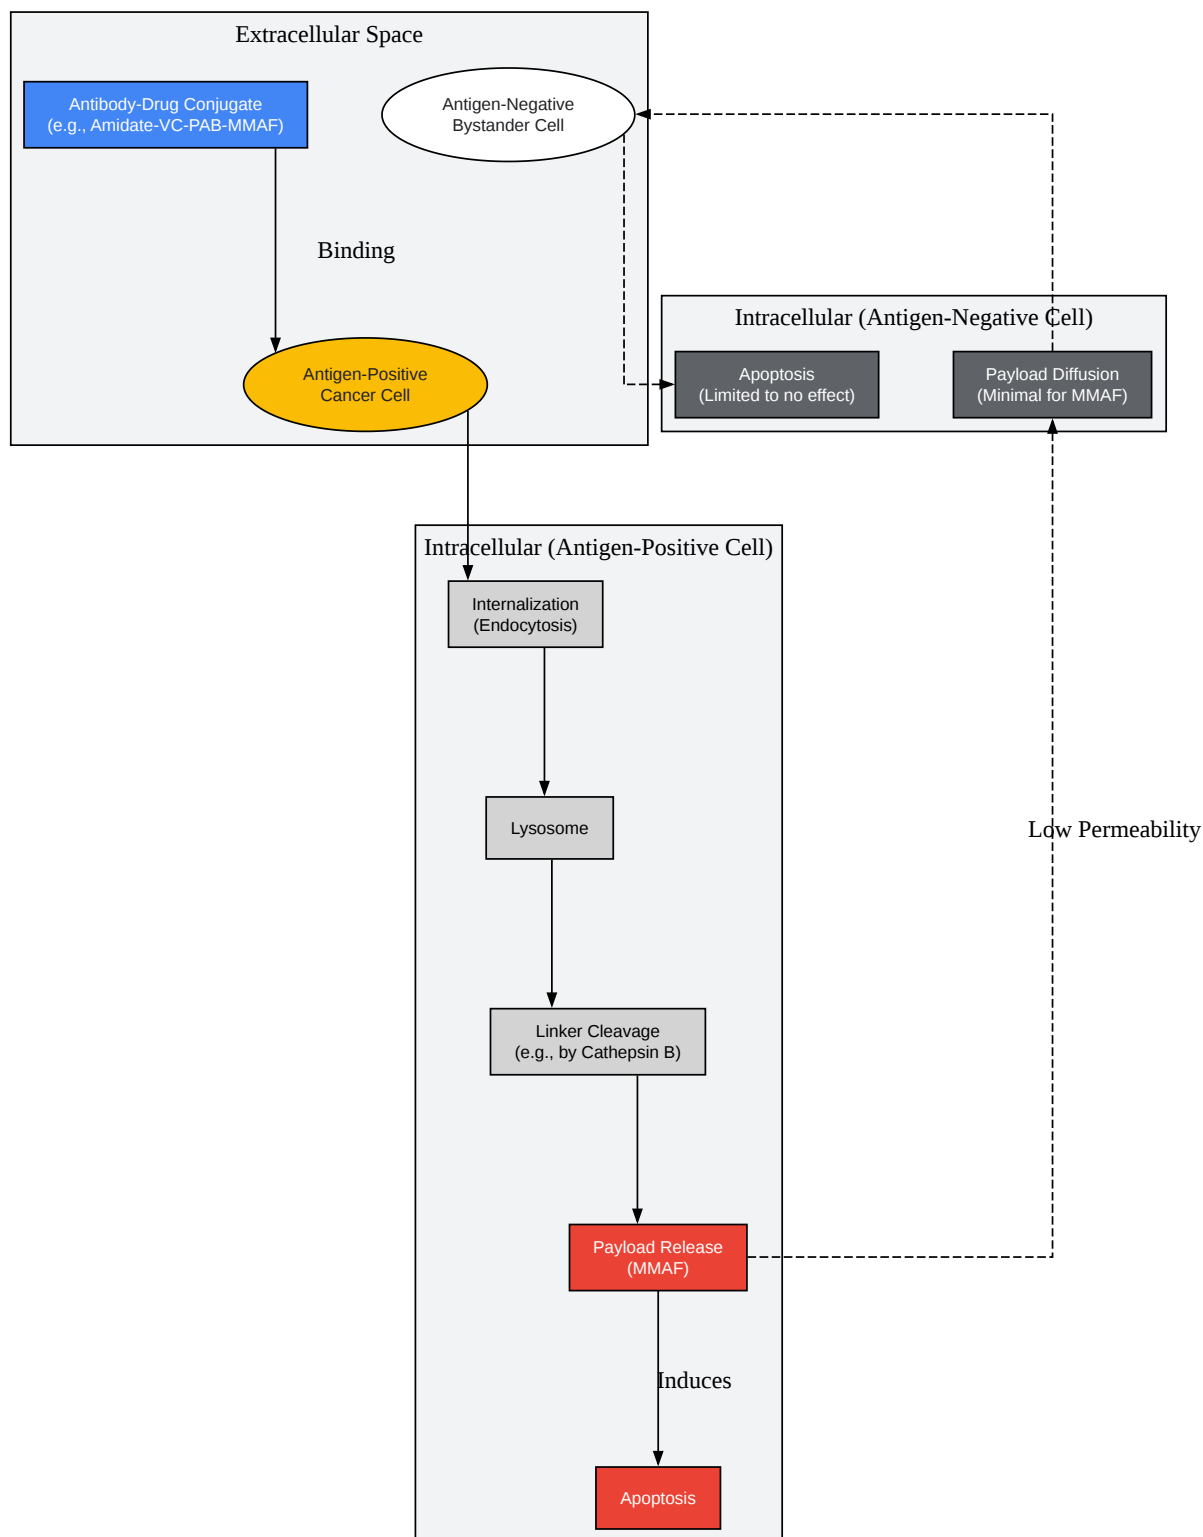 Extracellular Space
Antibody-Drug Conjugate
(e.g., Amidate-VC-PAB-MMAF)
Antigen-Negative
Bystander Cell
Binding
Antigen-Positive
Cancer Cell
Intracellular (Antigen-Negative Cell)
Apoptosis
(Limited to no effect)
Payload Diffusion
(Minimal for MMAF)
Intracellular (Antigen-Positive Cell)
Internalization
(Endocytosis)
Lysosome
Low Permeability
Linker Cleavage
(e.g., by Cathepsin B)
Payload Release
(MMAF)
Induces
Apoptosis